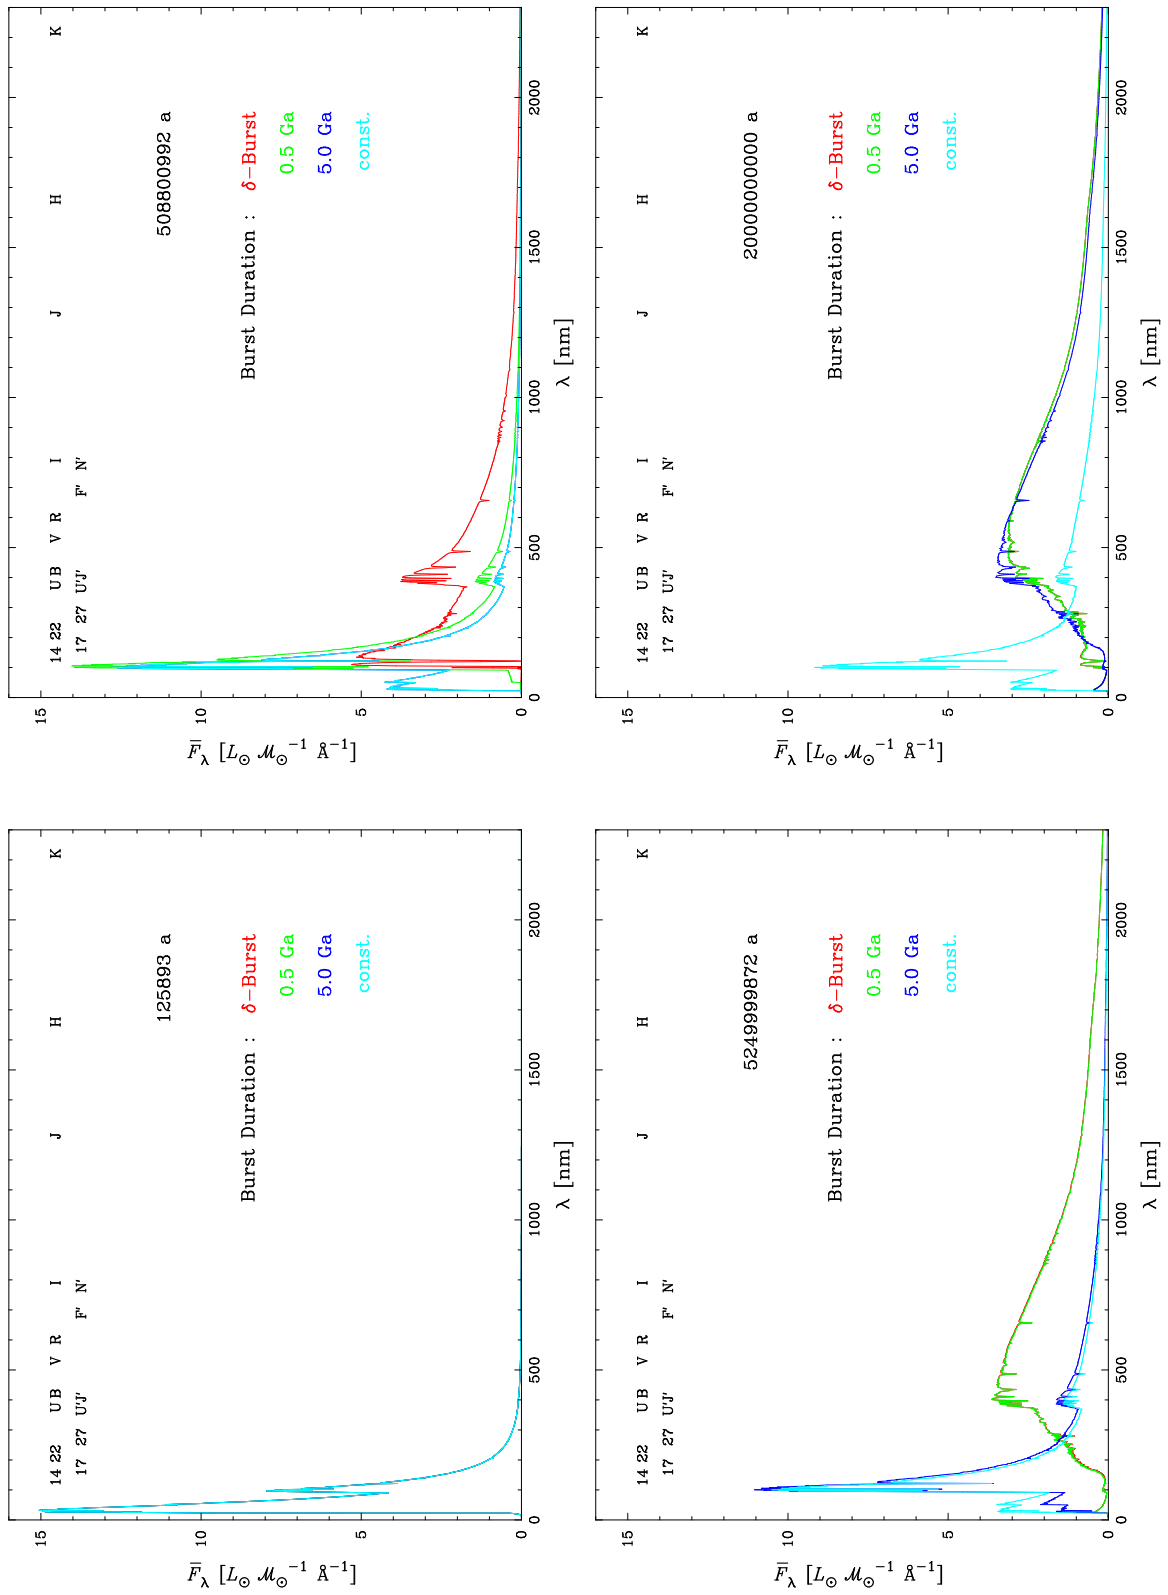 14 22 U B V R I J H K
17 27 U'J' F' N'
125893 a
Burst Duration : δ−Burst
0.5 Ga
5.0 Ga
const.
15
10
5
0
F̅λ [L⊙ ℳ⊙⁻¹ Å⁻¹]
0 500 1000 1500 2000
λ [nm]
14 22 U B V R I J H K
17 27 U'J' F' N'
508800992 a
Burst Duration : δ−Burst
0.5 Ga
5.0 Ga
const.
15
10
5
0
F̅λ [L⊙ ℳ⊙⁻¹ Å⁻¹]
0 500 1000 1500 2000
λ [nm]
14 22 U B V R I J H K
17 27 U'J' F' N'
5249999872 a
Burst Duration : δ−Burst
0.5 Ga
5.0 Ga
const.
15
10
5
0
F̅λ [L⊙ ℳ⊙⁻¹ Å⁻¹]
0 500 1000 1500 2000
λ [nm]
14 22 U B V R I J H K
17 27 U'J' F' N'
20000000000 a
Burst Duration : δ−Burst
0.5 Ga
5.0 Ga
const.
15
10
5
0
F̅λ [L⊙ ℳ⊙⁻¹ Å⁻¹]
0 500 1000 1500 2000
λ [nm]